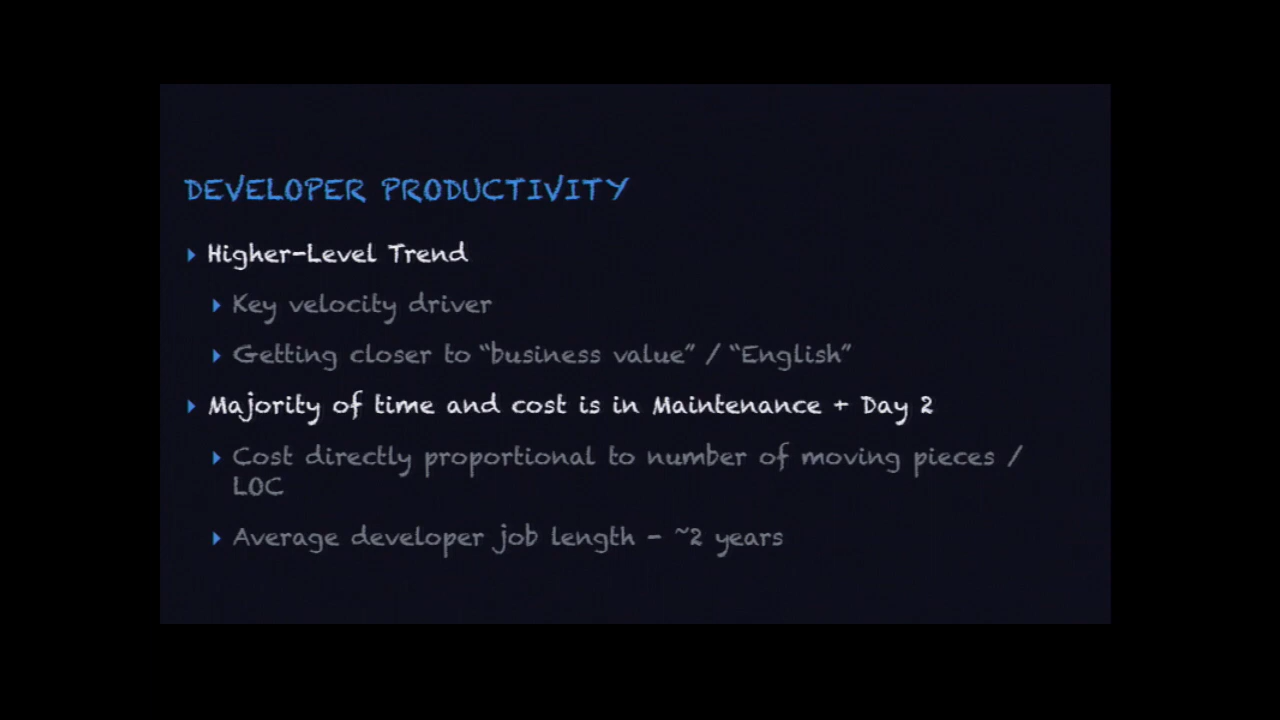 DEVELOPER PRODUCTIVITY
Higher-Level Trend
Key velocity driver
Getting closer to “business value” / “English”
Majority of time and cost is in Maintenance + Day 2
Cost directly proportional to number of moving pieces /
LOC
Average developer job length - ~2 years